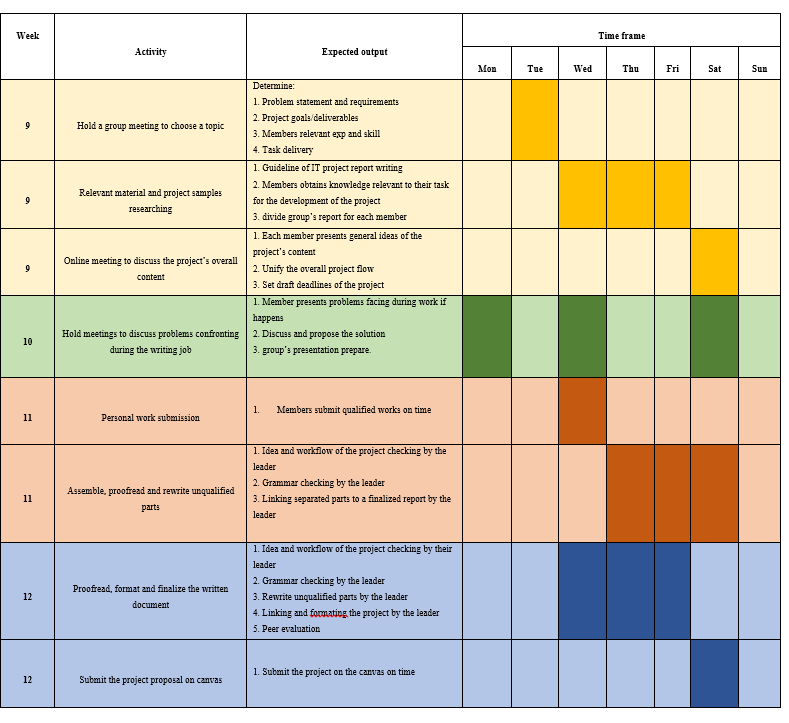 Week
Activity
Expected output
Time frame
Mon
Tue
Wed
Thu
Fri
Sat
Sun
9
Hold a group meeting to choose a topic
Determine:
1. Problem statement and requirements
2. Project goals/deliverables
3. Members relevant exp and skill
4. Task delivery
9
Relevant material and project samples
researching
1. Guideline of IT project report writing
2. Members obtains knowledge relevant to their task
for the development of the project
3. divide group's report for each member
9
Online meeting to discuss the project's overall
content
1. Each member presents general ideas of the
project's content
2. Unify the overall project flow
3. Set draft deadlines of the project
10
Hold meetings to discuss problems confronting
during the writing job
1. Member presents problems facing during work if
happens
2. Discuss and propose the solution
3. group's presentation prepare.
11
Personal work submission
1. Members submit qualified works on time
11
Assemble, proofread and rewrite unqualified
parts
1. Idea and workflow of the project checking by the
leader
2. Grammar checking by the leader
3. Linking separated parts to a finalized report by the
leader
12
Proofread, format and finalize the written
document
1. Idea and workflow of the project checking by their
leader
2. Grammar checking by the leader
3. Rewrite unqualified parts by the leader
4. Linking and formating the project by the leader
5. Peer evaluation
12
Submit the project proposal on canvas
1. Submit the project on the canvas on time